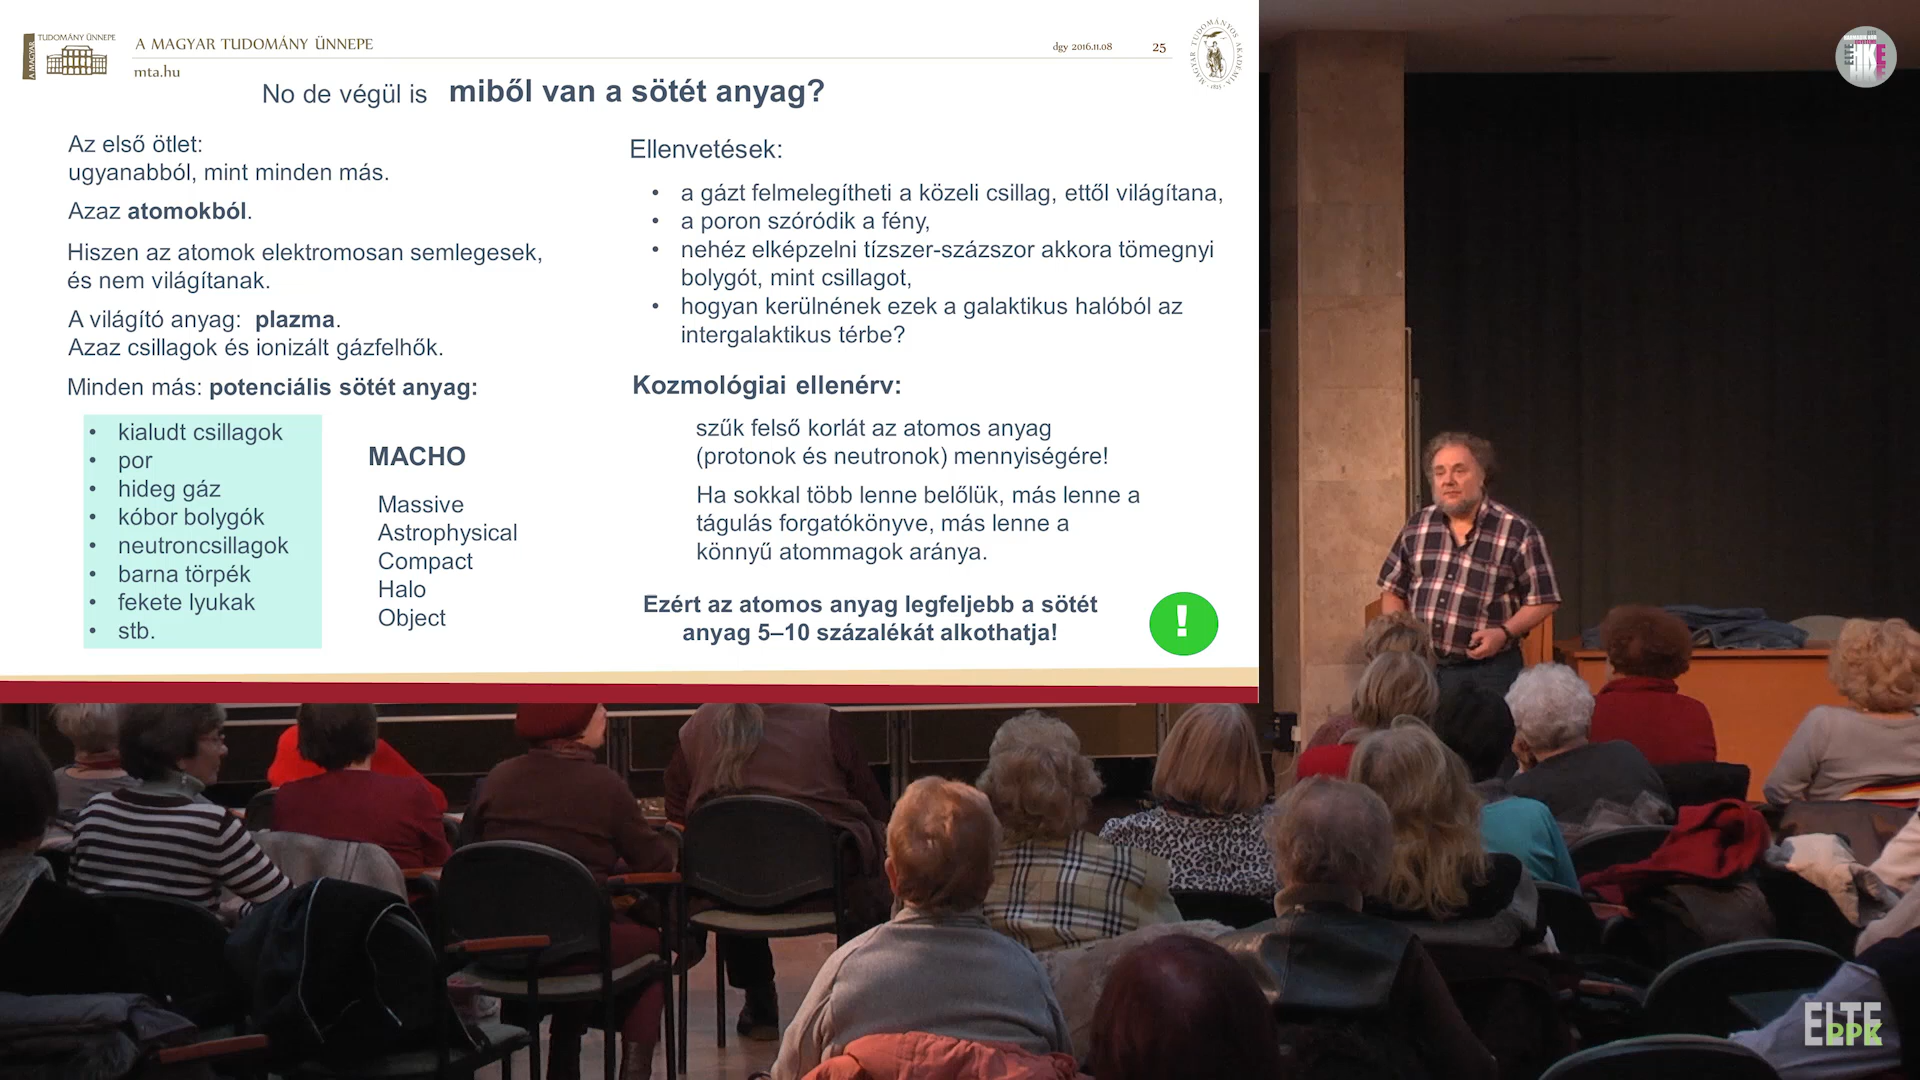 A MAGYAR
TUDOMÁNY ÜNNEPE
A MAGYAR TUDOMÁNY ÜNNEPE
mta.hu
dgy 2016.11.08
25
No de végül is miből van a sötét anyag?
Az első ötlet:
ugyanabból, mint minden más.
Azaz atomokból.
Hiszen az atomok elektromosan semlegesek,
és nem világítanak.
A világító anyag: plazma.
Azaz csillagok és ionizált gázfelhők.
Minden más: potenciális sötét anyag:
• kialudt csillagok
• por
• hideg gáz
• kóbor bolygók
• neutroncsillagok
• barna törpék
• fekete lyukak
• stb.
MACHO
Massive
Astrophysical
Compact
Halo
Object
Ellenvetések:
• a gázt felmelegítheti a közeli csillag, ettől világítana,
• a poron szóródik a fény,
• nehéz elképzelni tízszer-százszor akkora tömegnyi
bolygót, mint csillagot,
• hogyan kerülnének ezek a galaktikus halóból az
intergalaktikus térbe?
Kozmológiai ellenérv:
szűk felső korlát az atomos anyag
(protonok és neutronok) mennyiségére!
Ha sokkal több lenne belőlük, más lenne a
tágulás forgatókönyve, más lenne a
könnyű atommagok aránya.
Ezért az atomos anyag legfeljebb a sötét
anyag 5–10 százalékát alkothatja!
!
ELTE
ELTE
PPK